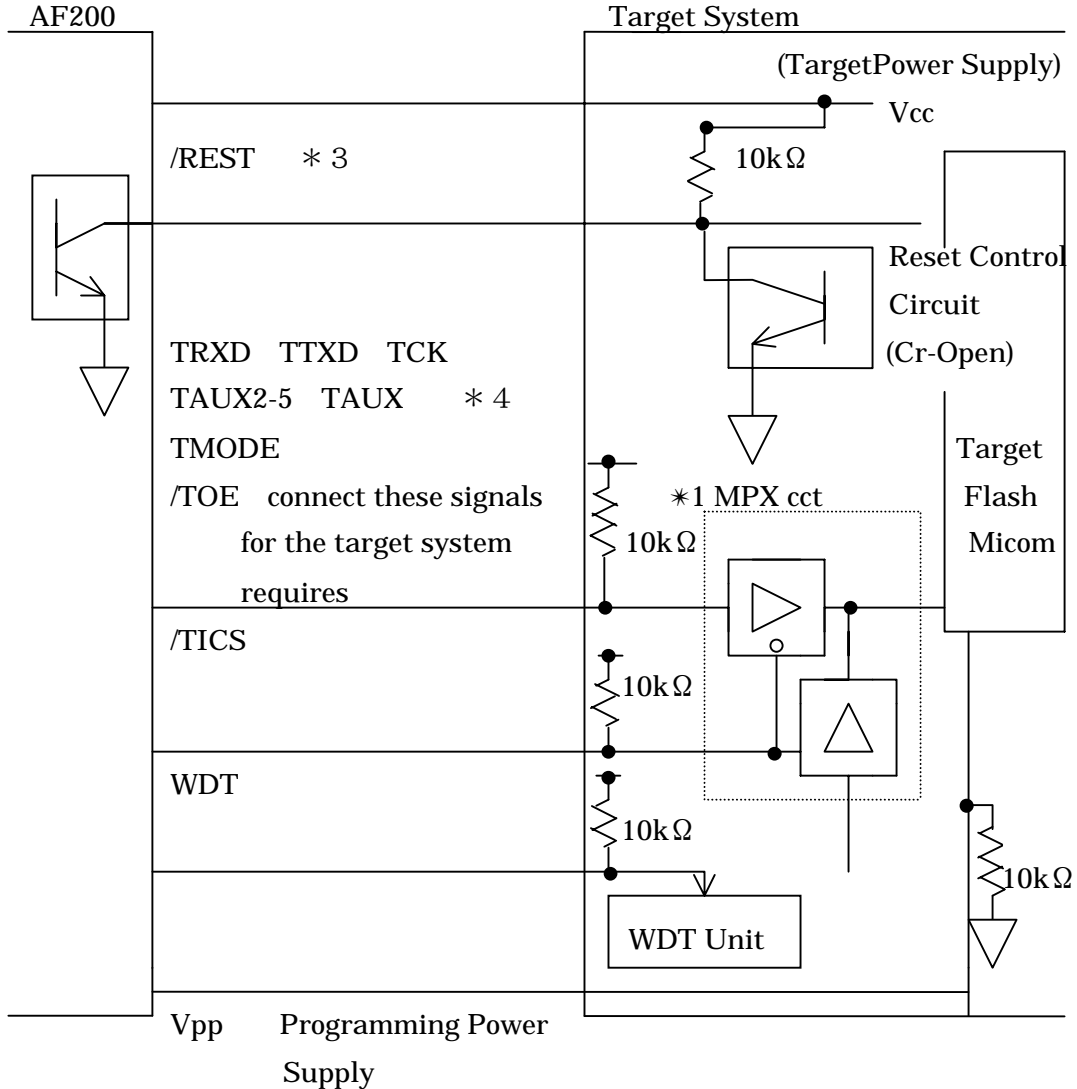 AF200
Target System
(TargetPower Supply)
Vcc
/REST ＊3
10kΩ
Reset Control
Circuit
(Cr-Open)
TRXD TTXD TCK
TAUX2-5 TAUX ＊4
TMODE
/TOE connect these signals
for the target system
requires
10kΩ
＊1 MPX cct
Target
Flash
Micom
/TICS
10kΩ
WDT
10kΩ
10kΩ
WDT Unit
Vpp Programming Power
Supply